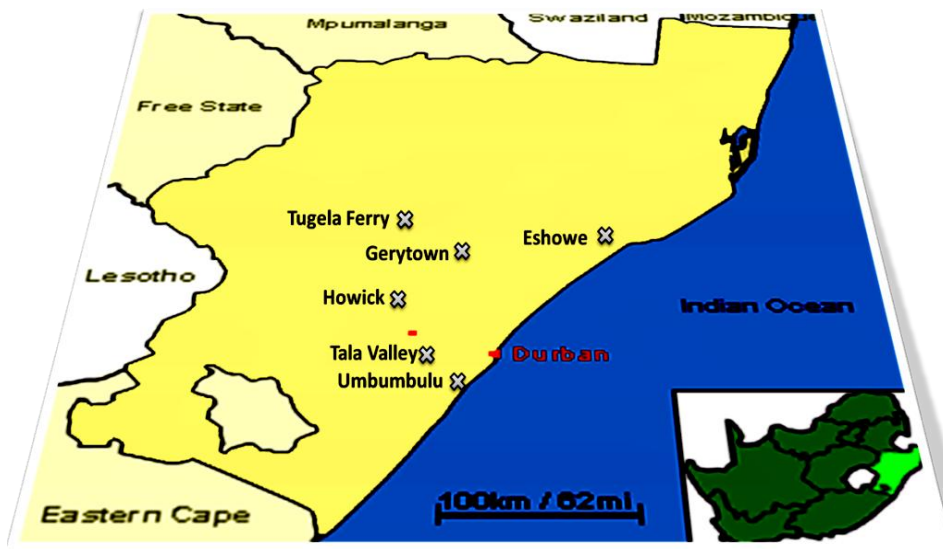 Mpumalanga
Swaziland
Mozambique
Free State
Tugela Ferry
Eshowe
Gerytown
Lesotho
Howick
Indian Ocean
Tala Valley
Durban
Umbumbulu
100km / 62mi
Eastern Cape